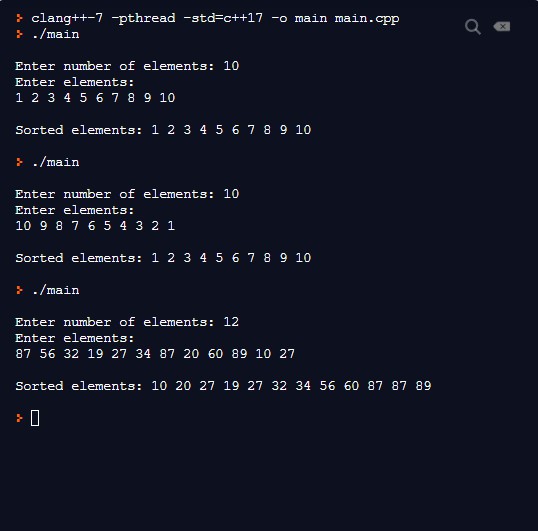 clang++-7 -pthread -std=c++17 -o main main.cpp
./main
Enter number of elements: 10
Enter elements:
1 2 3 4 5 6 7 8 9 10
Sorted elements: 1 2 3 4 5 6 7 8 9 10
./main
Enter number of elements: 10
Enter elements:
10 9 8 7 6 5 4 3 2 1
Sorted elements: 1 2 3 4 5 6 7 8 9 10
./main
Enter number of elements: 12
Enter elements:
87 56 32 19 27 34 87 20 60 89 10 27
Sorted elements: 10 20 27 19 27 32 34 56 60 87 87 89